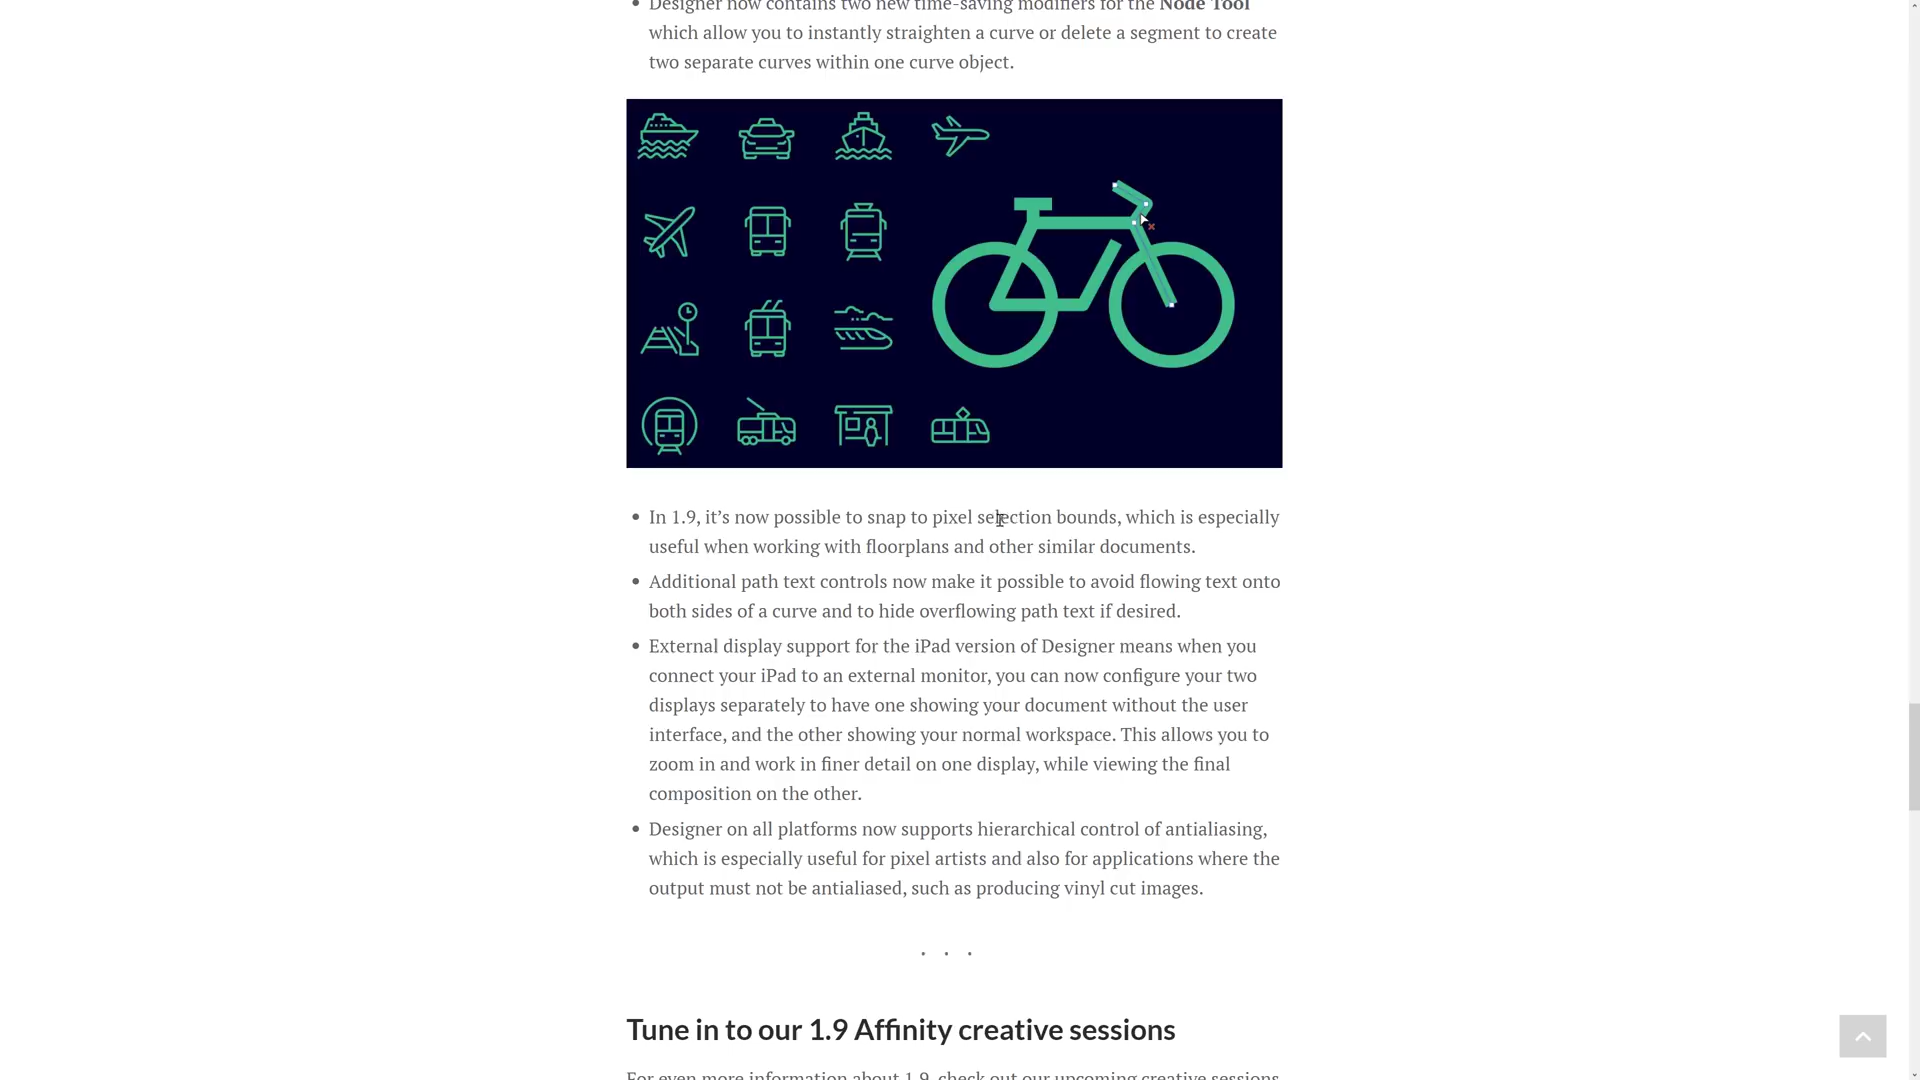 Designer now contains two new time-saving modifiers for the Node Tool
which allow you to instantly straighten a curve or delete a segment to create
two separate curves within one curve object.
In 1.9, it’s now possible to snap to pixel selection bounds, which is especially
useful when working with floorplans and other similar documents.
Additional path text controls now make it possible to avoid flowing text onto
both sides of a curve and to hide overflowing path text if desired.
External display support for the iPad version of Designer means when you
connect your iPad to an external monitor, you can now configure your two
displays separately to have one showing your document without the user
interface, and the other showing your normal workspace. This allows you to
zoom in and work in finer detail on one display, while viewing the final
composition on the other.
Designer on all platforms now supports hierarchical control of antialiasing,
which is especially useful for pixel artists and also for applications where the
output must not be antialiased, such as producing vinyl cut images.
. . .
Tune in to our 1.9 Affinity creative sessions
For even more information about 1.9, check out our upcoming creative sessions